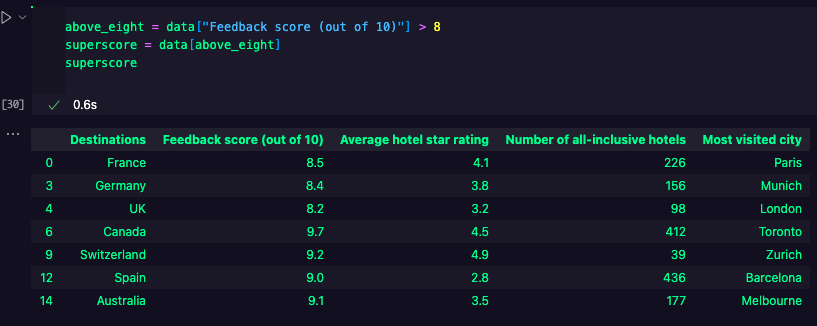 above_eight = data["Feedback score (out of 10)"] > 8
superscore = data[above_eight]
superscore
[30] 0.6s
...
Destinations Feedback score (out of 10) Average hotel star rating Number of all-inclusive hotels Most visited city
0 France 8.5 4.1 226 Paris
3 Germany 8.4 3.8 156 Munich
4 UK 8.2 3.2 98 London
6 Canada 9.7 4.5 412 Toronto
9 Switzerland 9.2 4.9 39 Zurich
12 Spain 9.0 2.8 436 Barcelona
14 Australia 9.1 3.5 177 Melbourne